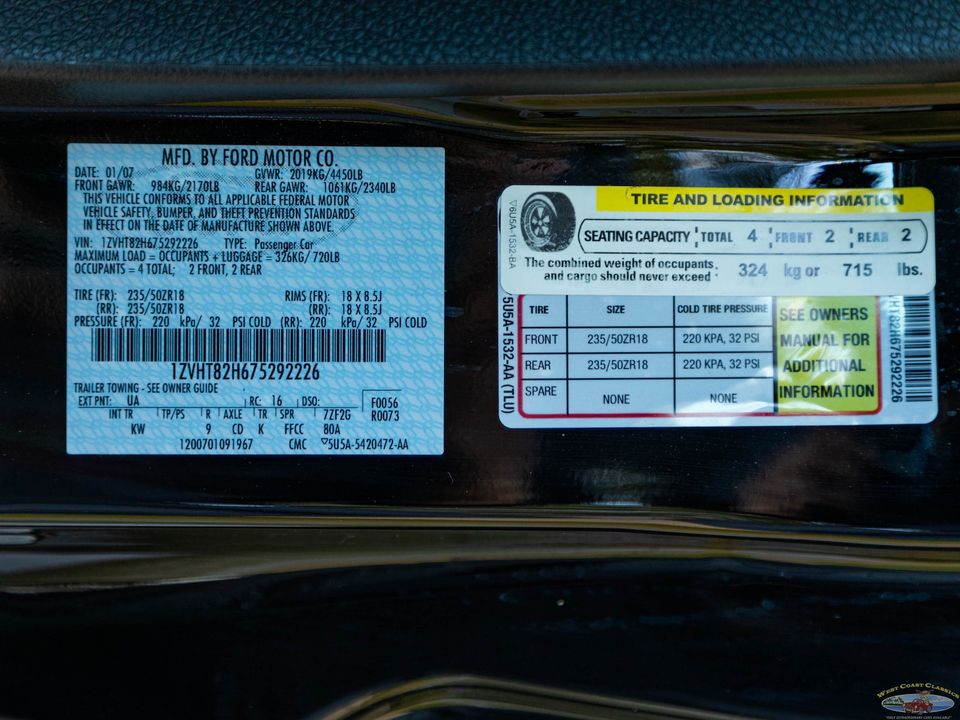 MFD. BY FORD MOTOR CO.
DATE: 01/07 GVWR: 2019KG/4450LB
FRONT GAWR: 984KG/2170LB REAR GAWR: 1061KG/2340LB
THIS VEHICLE CONFORMS TO ALL APPLICABLE FEDERAL MOTOR
VEHICLE SAFETY, BUMPER, AND THEFT PREVENTION STANDARDS
IN EFFECT ON THE DATE OF MANUFACTURE SHOWN ABOVE.
VIN: 1ZVHT82H675292226 TYPE: Passenger Car
MAXIMUM LOAD = OCCUPANTS + LUGGAGE = 326KG/720LB
OCCUPANTS = 4 TOTAL; 2 FRONT, 2 REAR
TIRE (FR): 235/50ZR18 RIMS (FR): 18 X 8.5J
(RR): 235/50ZR18 (RR): 18 X 8.5J
PRESSURE (FR): 220 kPa/ 32 PSI COLD (RR): 220 kPa/ 32 PSI COLD
1ZVHT82H675292226
TRAILER TOWING - SEE OWNER GUIDE
EXT PNT: UA RC: 16 DSO: F0056
INT TR TP/PS R AXLE TR SPR 7ZF2G R0073
KW 9 CD K FFCC 80A
1200701091967 CMC ▽5U5A-5420472-AA
▽6U5A-1532-BA
TIRE AND LOADING INFORMATION
SEATING CAPACITY TOTAL 4 FRONT 2 REAR 2
The combined weight of occupants
and cargo should never exceed : 324 kg or 715 lbs.
5U5A-1532-AA (TLU)
TIRE SIZE COLD TIRE PRESSURE
FRONT 235/50ZR18 220 KPA, 32 PSI
REAR 235/50ZR18 220 KPA, 32 PSI
SPARE NONE NONE
SEE OWNERS
MANUAL FOR
ADDITIONAL
INFORMATION
HT82H675292226
WEST COAST CLASSICS
"ONLY EXTRAORDINARY CARS AVAILABLE"